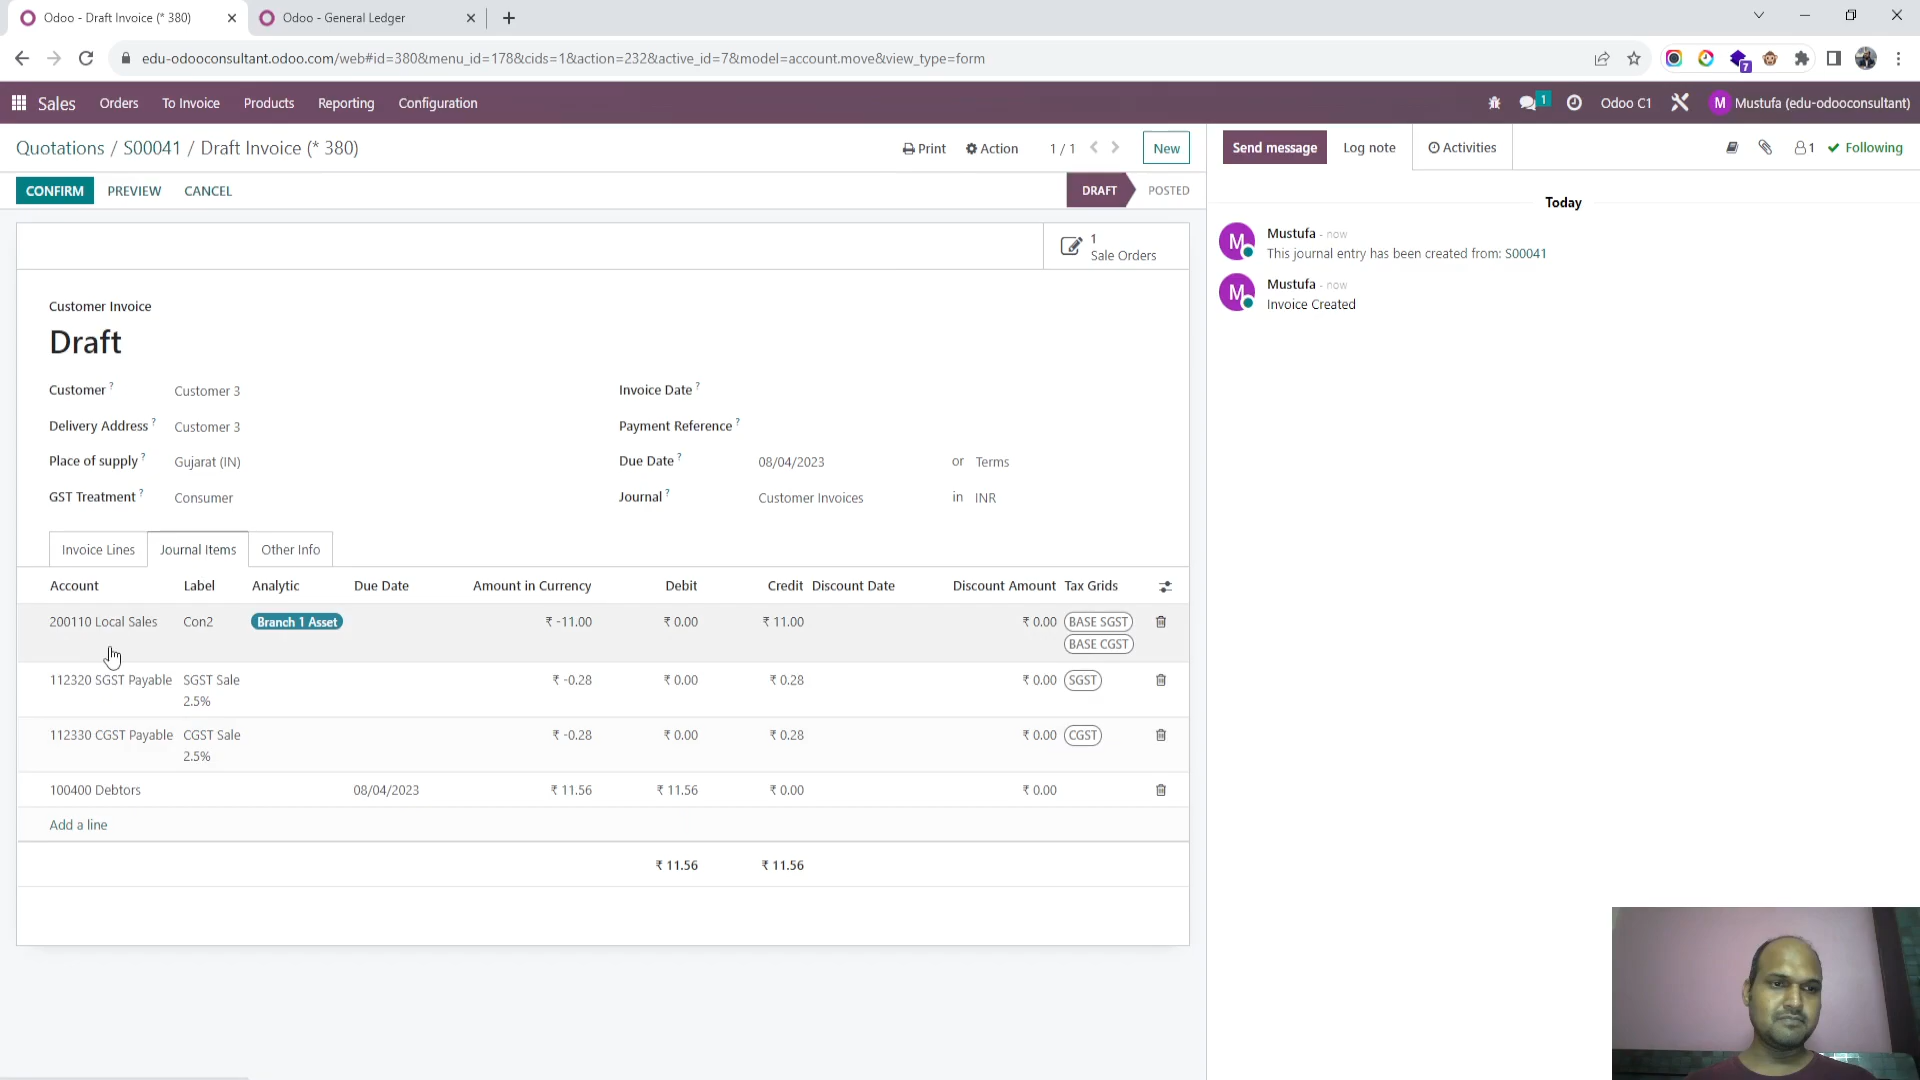 Odoo - Draft Invoice (* 380)
Odoo - General Ledger
edu-odooconsultant.odoo.com/web#id=380&menu_id=178&cids=1&action=232&active_id=7&model=account.move&view_type=form
7
Sales Orders To Invoice Products Reporting Configuration
1 Odoo C1 M Mustufa (edu-odooconsultant)
Quotations / S00041 / Draft Invoice (* 380)
Print Action 1 / 1 New
Send message Log note Activities 1 Following
CONFIRM PREVIEW CANCEL DRAFT POSTED
Today
1
Sale Orders
M
Mustufa - now
This journal entry has been created from: S00041
M
Mustufa - now
Invoice Created
Customer Invoice
Draft
Customer ? Customer 3 Invoice Date ?
Delivery Address ? Customer 3 Payment Reference ?
Place of supply ? Gujarat (IN) Due Date ? 08/04/2023 or Terms
GST Treatment ? Consumer Journal ? Customer Invoices in INR
Invoice Lines Journal Items Other Info
Account Label Analytic Due Date Amount in Currency Debit Credit Discount Date Discount Amount Tax Grids
200110 Local Sales Con2 Branch 1 Asset ₹ -11.00 ₹ 0.00 ₹ 11.00 ₹ 0.00 BASE SGST
BASE CGST
112320 SGST Payable SGST Sale ₹ -0.28 ₹ 0.00 ₹ 0.28 ₹ 0.00 SGST
2.5%
112330 CGST Payable CGST Sale ₹ -0.28 ₹ 0.00 ₹ 0.28 ₹ 0.00 CGST
2.5%
100400 Debtors 08/04/2023 ₹ 11.56 ₹ 11.56 ₹ 0.00 ₹ 0.00
Add a line
₹ 11.56 ₹ 11.56